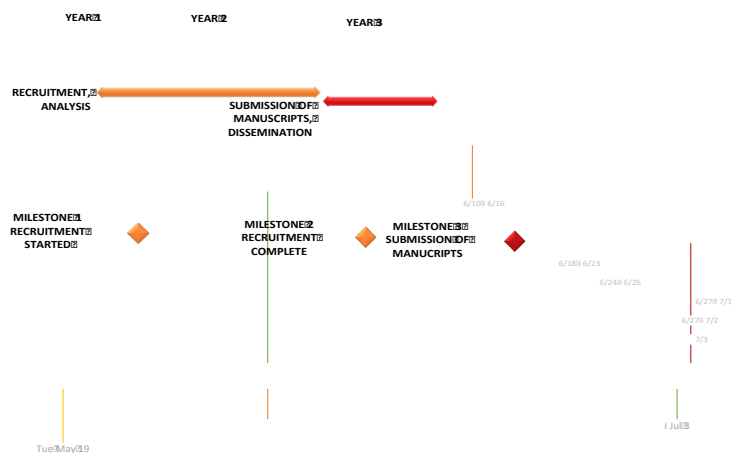 YEAR 1
YEAR 2
YEAR 3
RECRUITMENT,
ANALYSIS
SUBMISSION OF
MANUSCRIPTS,
DISSEMINATION
6/10 6/16
MILESTONE 1
RECRUITMENT
STARTED
MILESTONE 2
RECRUITMENT
COMPLETE
MILESTONE 3
SUBMISSION OF
MANUCRIPTS
6/18 6/23
6/24 6/26
6/27 7/3
6/27 7/2
7/3
i Jul 3
Tue May 19